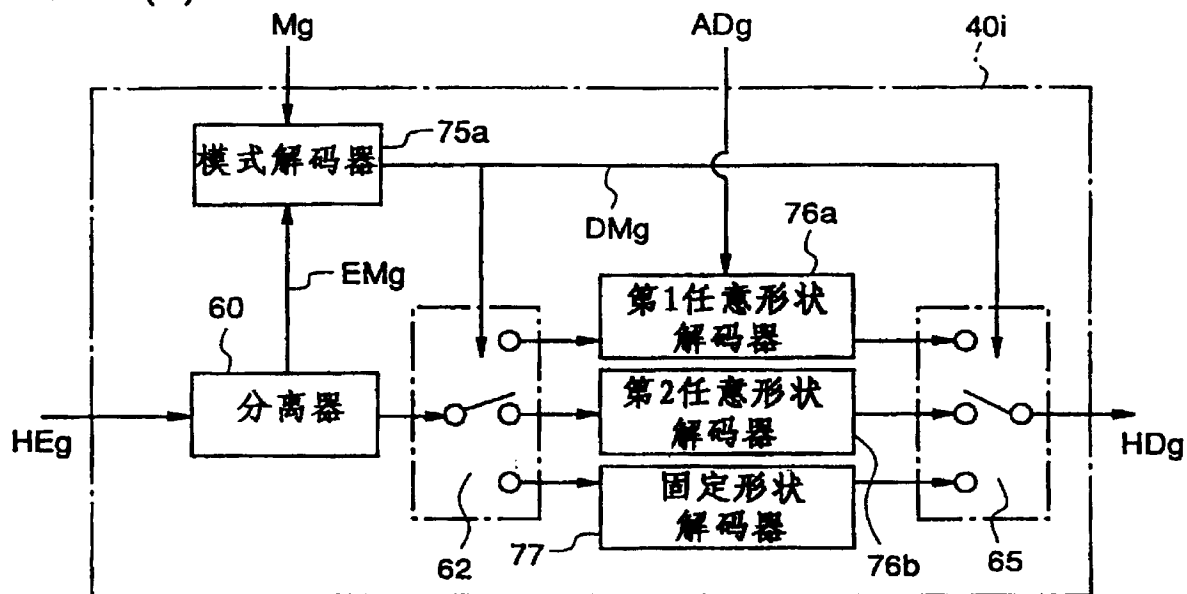 Mg
ADg
40i
模式解码器
75a
DMg
76a
EMg
60
第1任意形状
解码器
分离器
第2任意形状
解码器
HEg
HDg
固定形状
解码器
62
77
76b
65